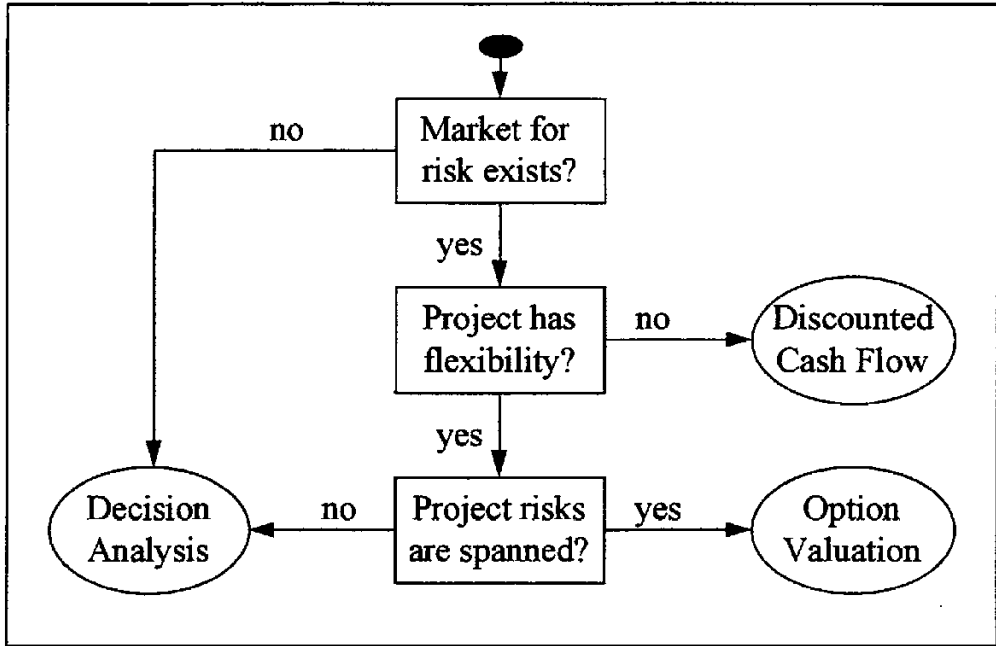 no
Market for
risk exists?
yes
Project has
flexibility?
no
Discounted
Cash Flow
yes
Decision
Analysis
no
Project risks
are spanned?
yes
Option
Valuation